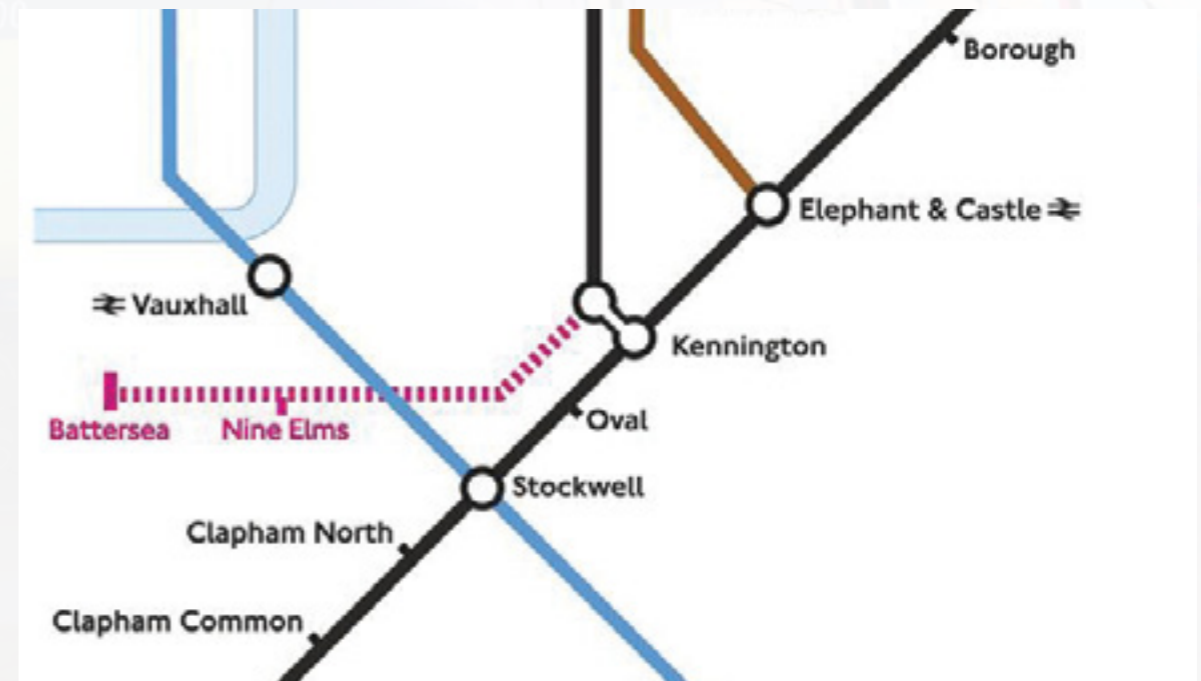 Borough
Elephant & Castle
Vauxhall
Kennington
Battersea
Nine Elms
Oval
Stockwell
Clapham North
Clapham Common